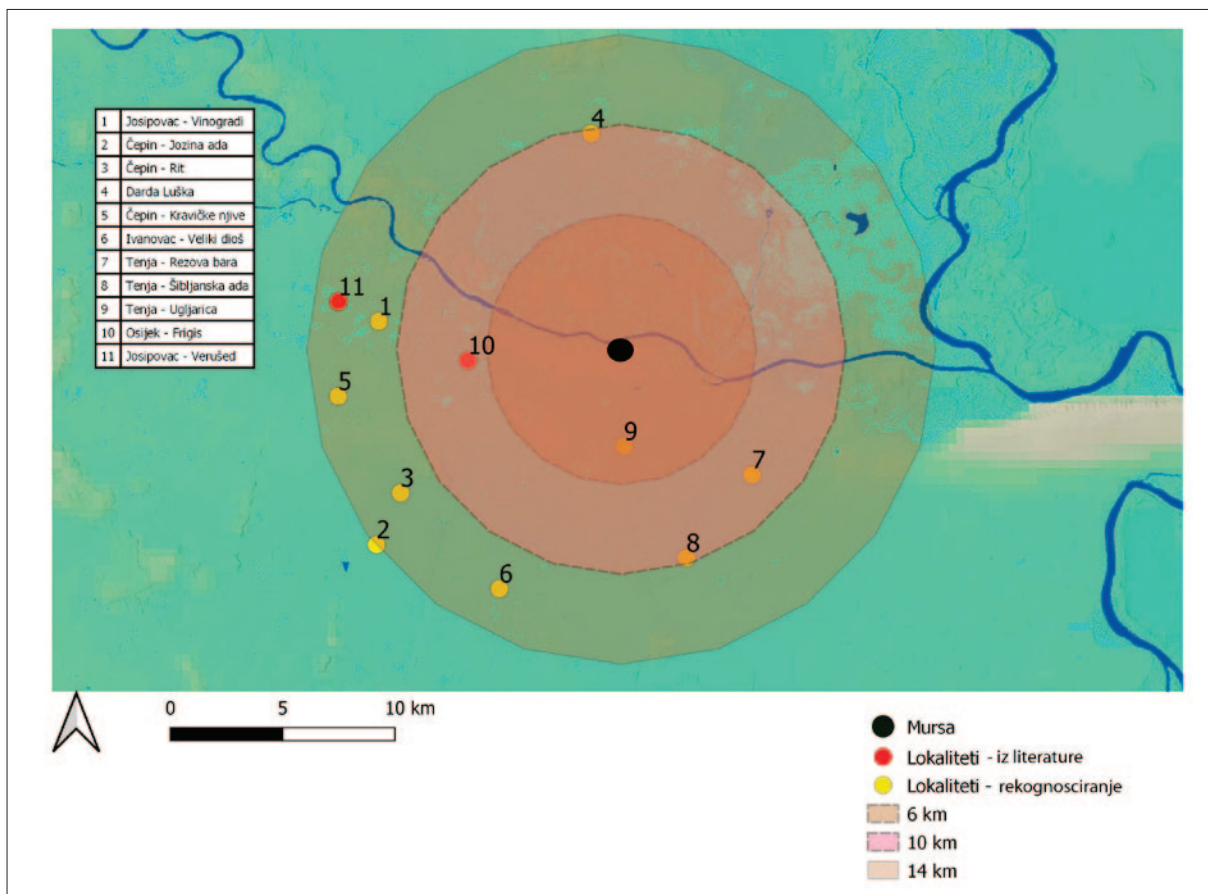 1 Josipovac - Vinogradi
2 Čepin - Jozina ada
3 Čepin - Rit
4 Darda Luška
5 Čepin - Kravičke njive
6 Ivanovac - Veliki dioš
7 Tenja - Rezova bara
8 Tenja - Šibljanska ada
9 Tenja - Ugljarica
10 Osijek - Frigis
11 Josipovac - Verušed
4
11
1
10
5
9
7
3
2
8
6
0 5 10 km
Mursa
Lokaliteti - iz literature
Lokaliteti - rekognosciranje
6 km
10 km
14 km